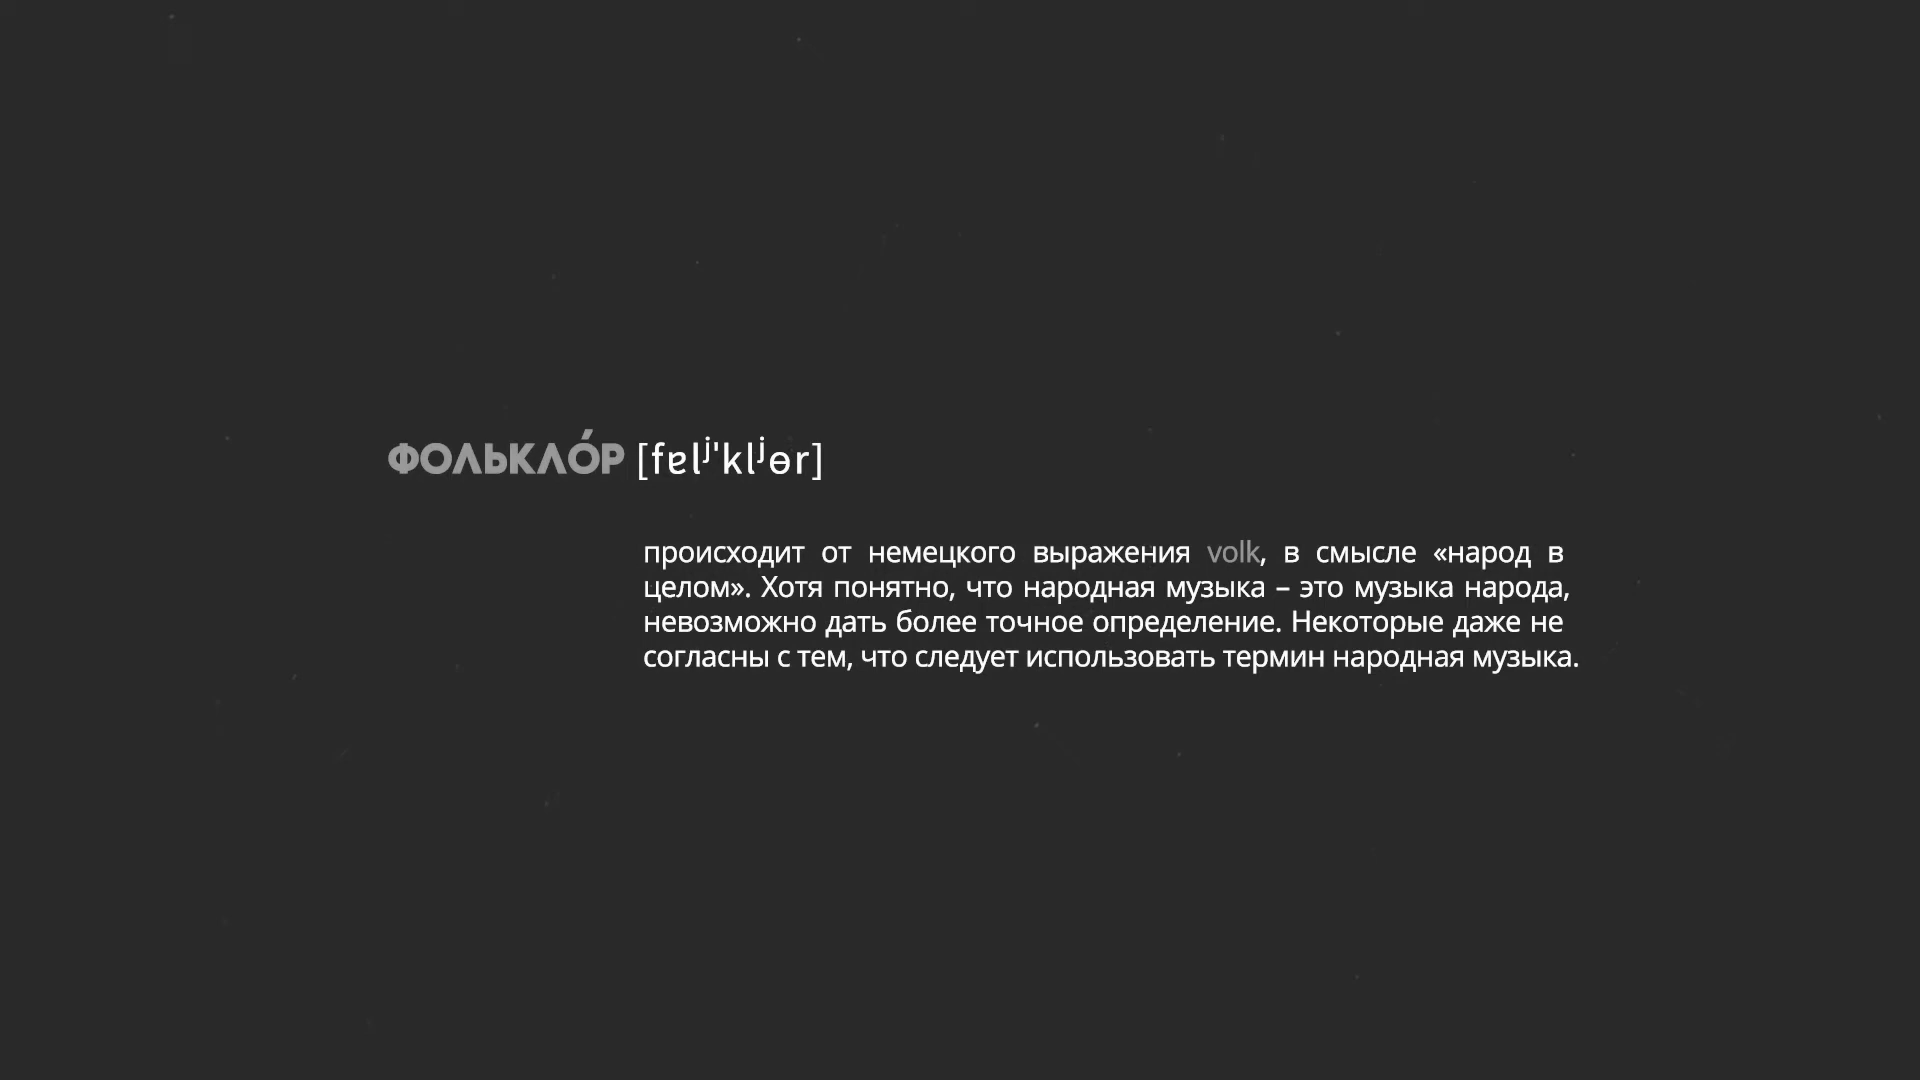 ФОЛЬКЛО́Р [fɐlʲˈklʲɵr]
происходит от немецкого выражения volk, в смысле «народ в
целом». Хотя понятно, что народная музыка – это музыка народа,
невозможно дать более точное определение. Некоторые даже не
согласны с тем, что следует использовать термин народная музыка.